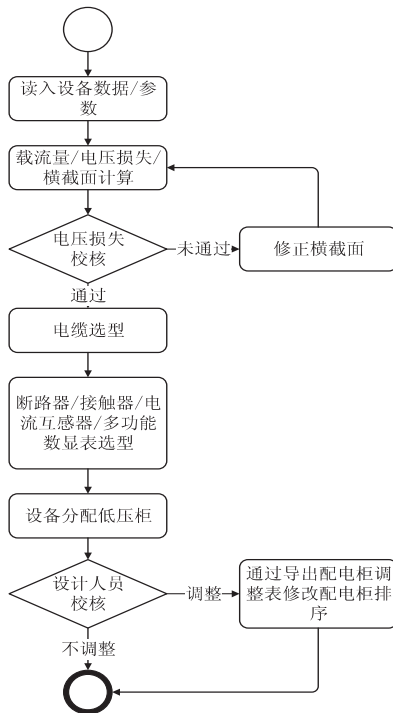 读入设备数据/参
数
载流量/电压损失/
横截面计算
电压损失
校核
未通过
修正横截面
通过
电缆选型
断路器/接触器/电
流互感器/多功能
数显表选型
设备分配低压柜
设计人员
校核
调整
通过导出配电柜调
整表修改配电柜排
序
不调整